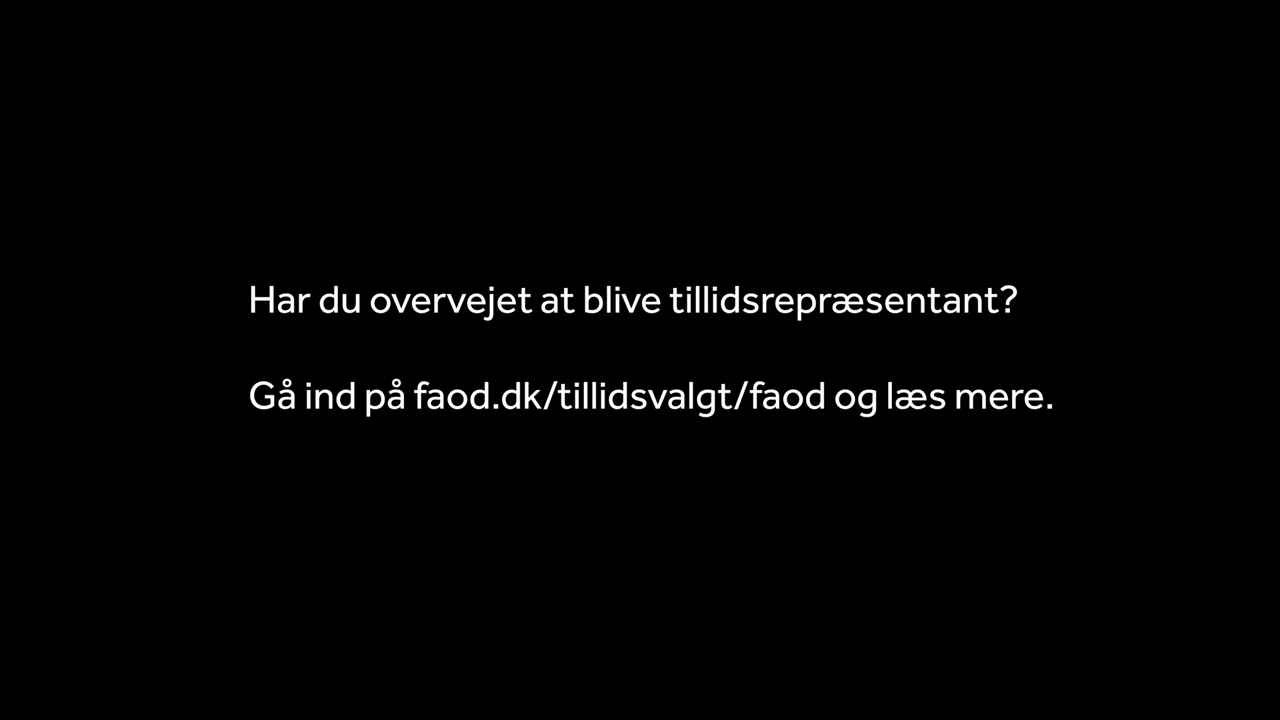 Har du overvejet at blive tillidsrepræsentant?
Gå ind på faod.dk/tillidsvalgt/faod og læs mere.